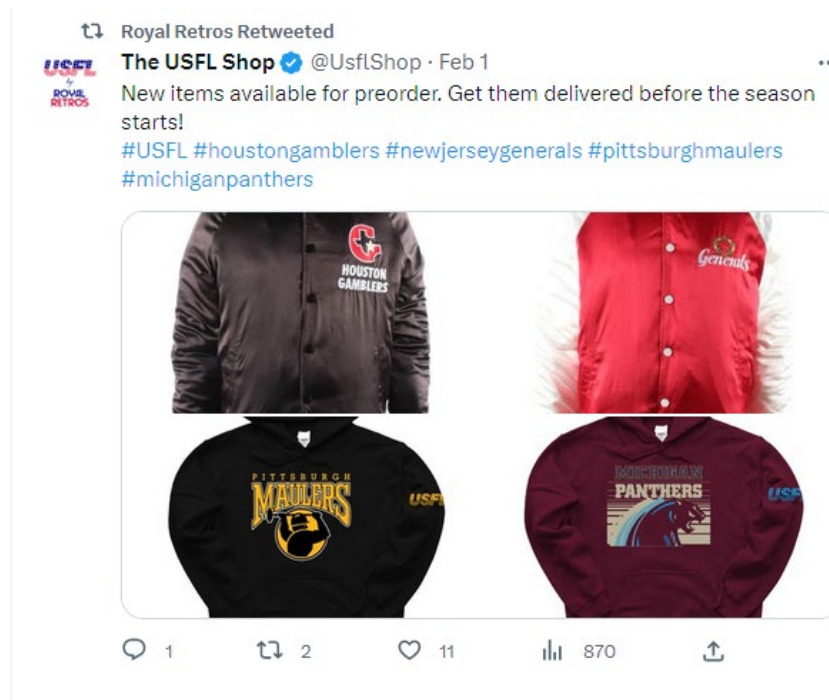 Royal Retros Retweeted
USFL
by
ROYAL
RETROS
The USFL Shop @UsflShop · Feb 1
New items available for preorder. Get them delivered before the season
starts!
#USFL #houstongamblers #newjerseygenerals #pittsburghmaulers
#michiganpanthers
HOUSTON
GAMBLERS
Generals
PITTSBURGH
MAULERS
USFL
MICHIGAN
PANTHERS
USF
1 2 11 870